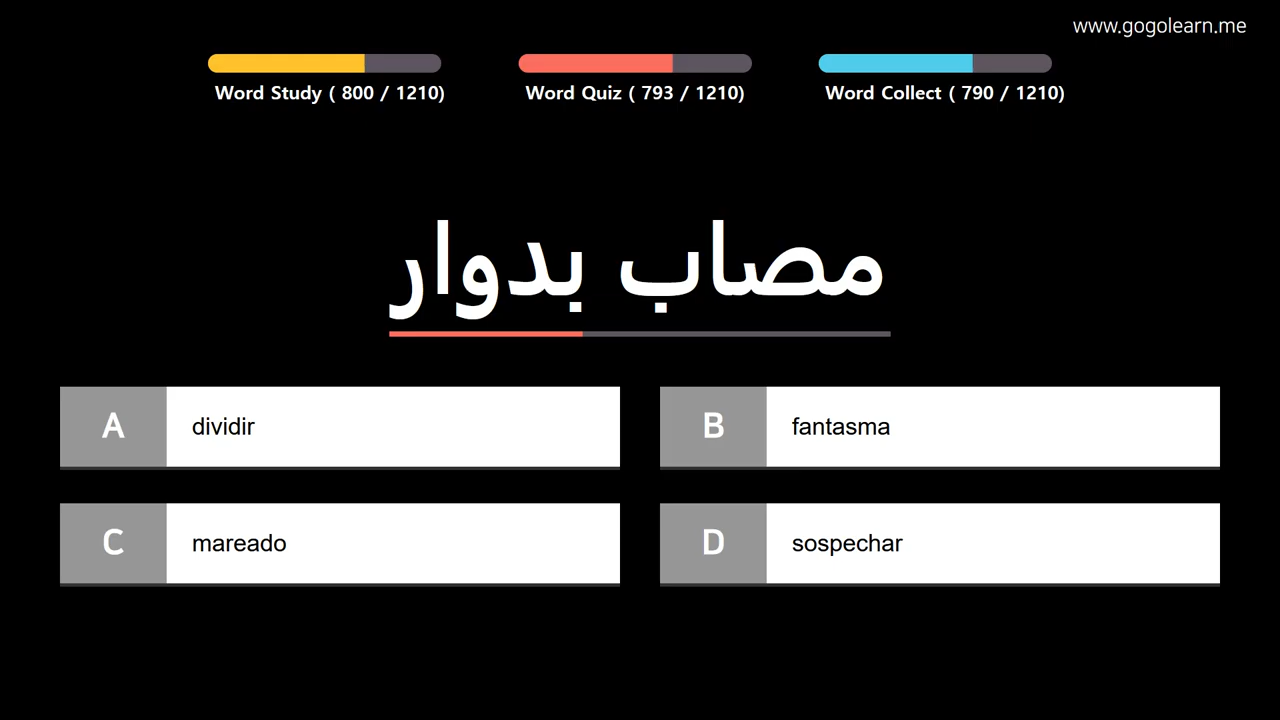 www.gogolearn.me
Word Study ( 800 / 1210)
Word Quiz ( 793 / 1210)
Word Collect ( 790 / 1210)
مصاب بدوار
A dividir
B fantasma
C mareado
D sospechar